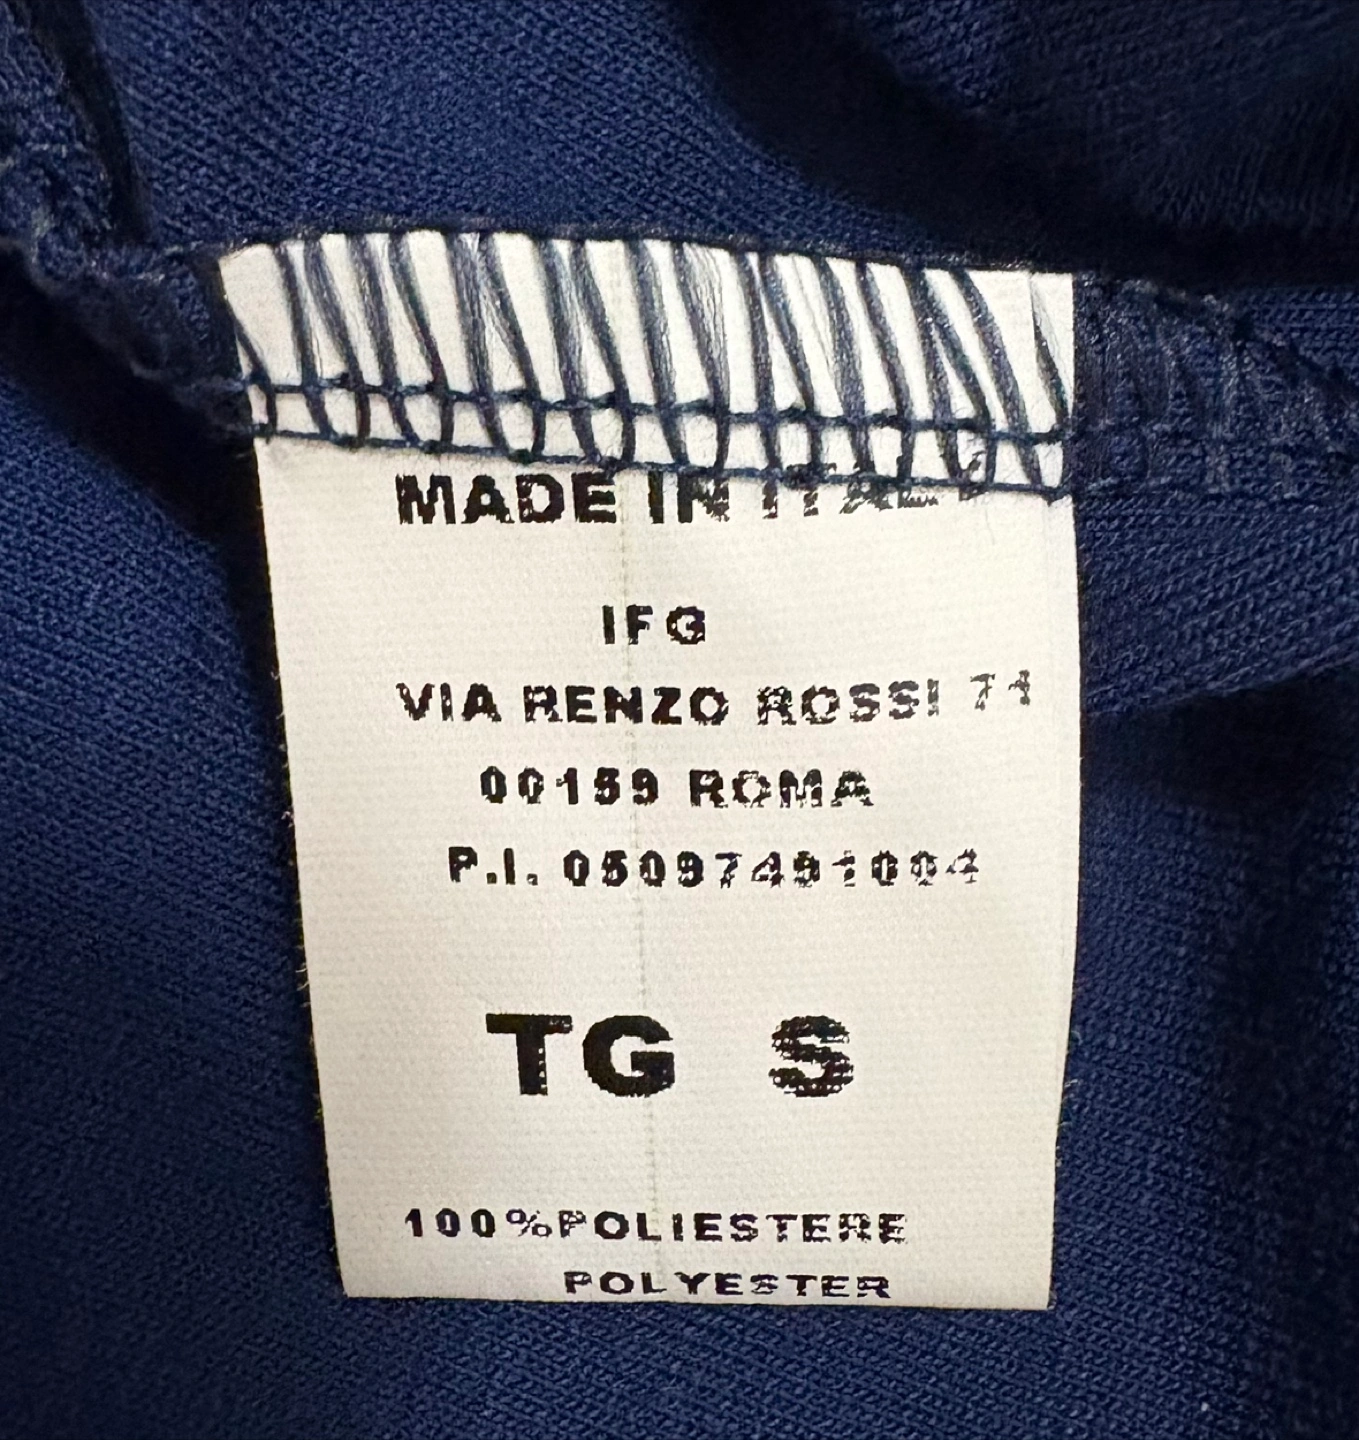 MADE IN ITALY
IFG
VIA RENZO ROSSI 71
00159 ROMA
P.I. 05097491004
TG S
100%POLIESTERE
POLYESTER